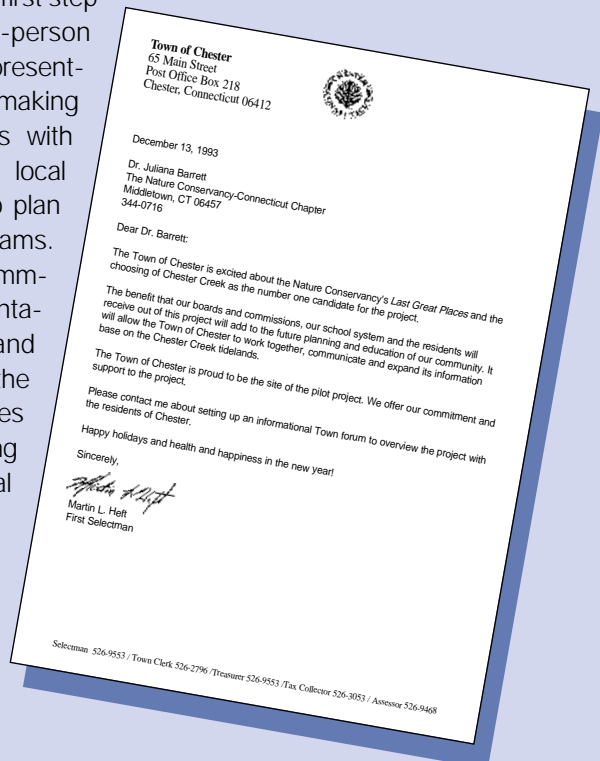 first step
-person
present-
making
s with
local
plan
ams.
mm-
nta-
and
the
es
ng
al
Town of Chester
65 Main Street
Post Office Box 218
Chester, Connecticut 06412
December 13, 1993
Dr. Juliana Barrett
The Nature Conservancy-Connecticut Chapter
Middletown, CT 06457
344-0716
Dear Dr. Barrett:
The Town of Chester is excited about the Nature Conservancy's Last Great Places and the
choosing of Chester Creek as the number one candidate for the project.
The benefit that our boards and commissions, our school system and the residents will
receive out of this project will add to the future planning and education of our community. It
will allow the Town of Chester to work together, communicate and expand its information
base on the Chester Creek tidelands.
The Town of Chester is proud to be the site of the pilot project. We offer our commitment and
support to the project.
Please contact me about setting up an informational Town forum to overview the project with
the residents of Chester.
Happy holidays and health and happiness in the new year!
Sincerely,
Martin L. Heft
Martin L. Heft
First Selectman
Selectman 526-9553 / Town Clerk 526-2796 /Treasurer 526-9553 /Tax Collector 526-3053 / Assessor 526-9468